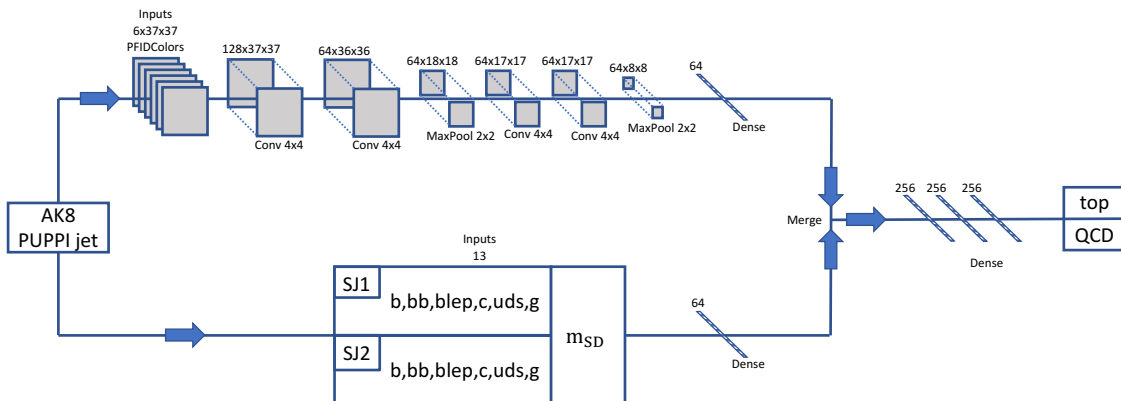 Inputs
6x37x37
PFIDColors
128x37x37
64x36x36
64x18x18
64x17x17
64x17x17
64x8x8
64
Conv 4x4
Conv 4x4
MaxPool 2x2
Conv 4x4
Conv 4x4
MaxPool 2x2
Dense
AK8
PUPPI jet
Merge
256
256
256
Dense
top
QCD
Inputs
13
SJ1
b,bb,blep,c,uds,g
SJ2
b,bb,blep,c,uds,g
m_SD
64
Dense